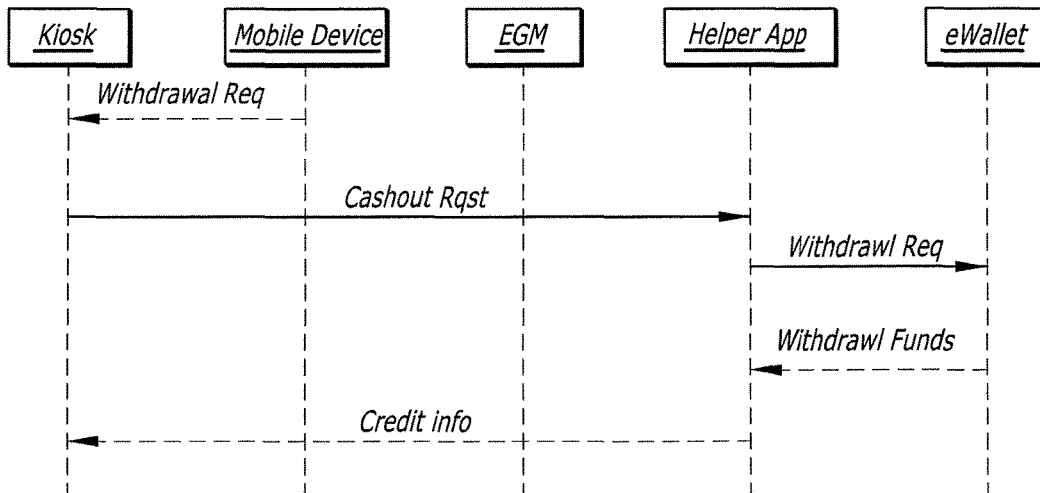 Kiosk
Mobile Device
EGM
Helper App
eWallet
Withdrawal Req
Cashout Rqst
Withdrawl Req
Withdrawl Funds
Credit info